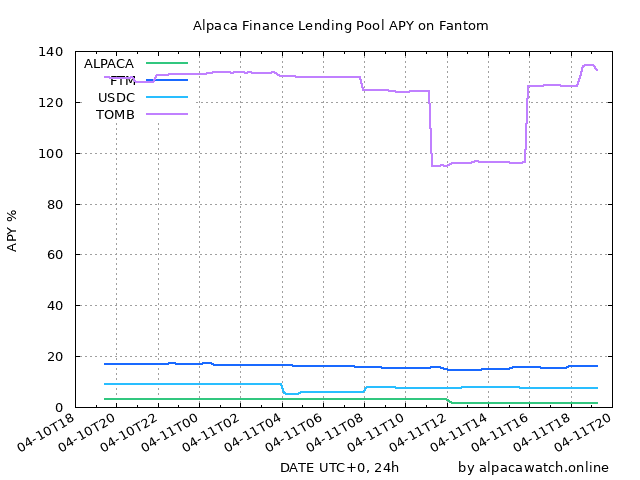 Alpaca Finance Lending Pool APY on Fantom
140
120
100
80
60
40
20
0
APY %
ALPACA
FTM
USDC
TOMB
04-10T18
04-10T20
04-10T22
04-11T00
04-11T02
04-11T04
04-11T06
04-11T08
04-11T10
04-11T12
04-11T14
04-11T16
04-11T18
04-11T20
DATE UTC+0, 24h
by alpacawatch.online